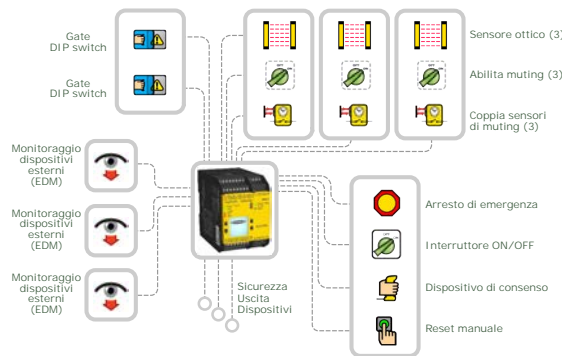 Gate
DIP switch
Gate
DIP switch
Sensore ottico (3)
Abilita muting (3)
Coppia sensori
di muting (3)
Monitoraggio
dispositivi
esterni
(EDM)
Monitoraggio
dispositivi
esterni
(EDM)
Monitoraggio
dispositivi
esterni
(EDM)
Sicurezza
Uscita
Dispositivi
Arresto di emergenza
Interruttore ON/OFF
Dispositivo di consenso
Reset manuale